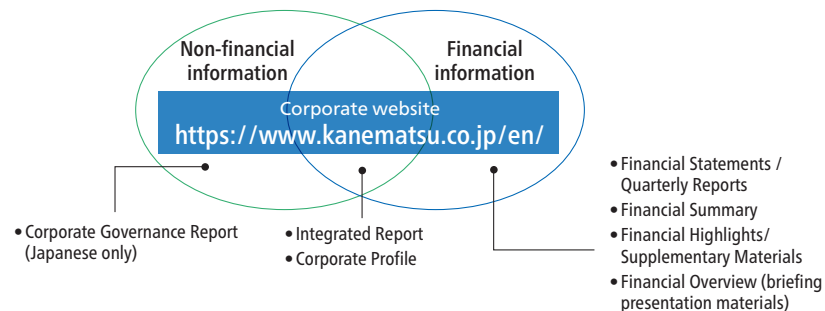 Non-financial
information
Financial
information
Corporate website
https://www.kanematsu.co.jp/en/
• Corporate Governance Report
(Japanese only)
• Integrated Report
• Corporate Profile
• Financial Statements /
Quarterly Reports
• Financial Summary
• Financial Highlights/
Supplementary Materials
• Financial Overview (briefing
presentation materials)